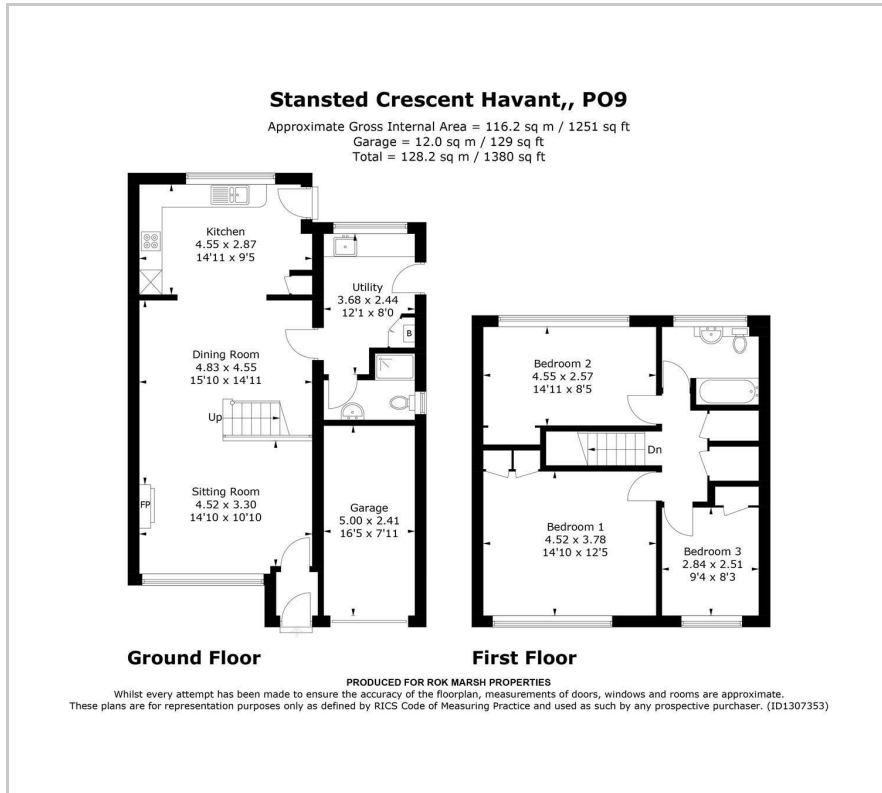 Stansted Crescent Havant,, PO9
Approximate Gross Internal Area = 116.2 sq m / 1251 sq ft
Garage = 12.0 sq m / 129 sq ft
Total = 128.2 sq m / 1380 sq ft
Kitchen
4.55 x 2.87
14'11 x 9'5
Utility
3.68 x 2.44
12'1 x 8'0
B
Dining Room
4.83 x 4.55
15'10 x 14'11
Up
Sitting Room
4.52 x 3.30
14'10 x 10'10
FP
Garage
5.00 x 2.41
16'5 x 7'11
Bedroom 2
4.55 x 2.57
14'11 x 8'5
Dn
Bedroom 1
4.52 x 3.78
14'10 x 12'5
Bedroom 3
2.84 x 2.51
9'4 x 8'3
Ground Floor
First Floor
PRODUCED FOR ROK MARSH PROPERTIES
Whilst every attempt has been made to ensure the accuracy of the floorplan, measurements of doors, windows and rooms are approximate.
These plans are for representation purposes only as defined by RICS Code of Measuring Practice and used as such by any prospective purchaser. (ID1307353)